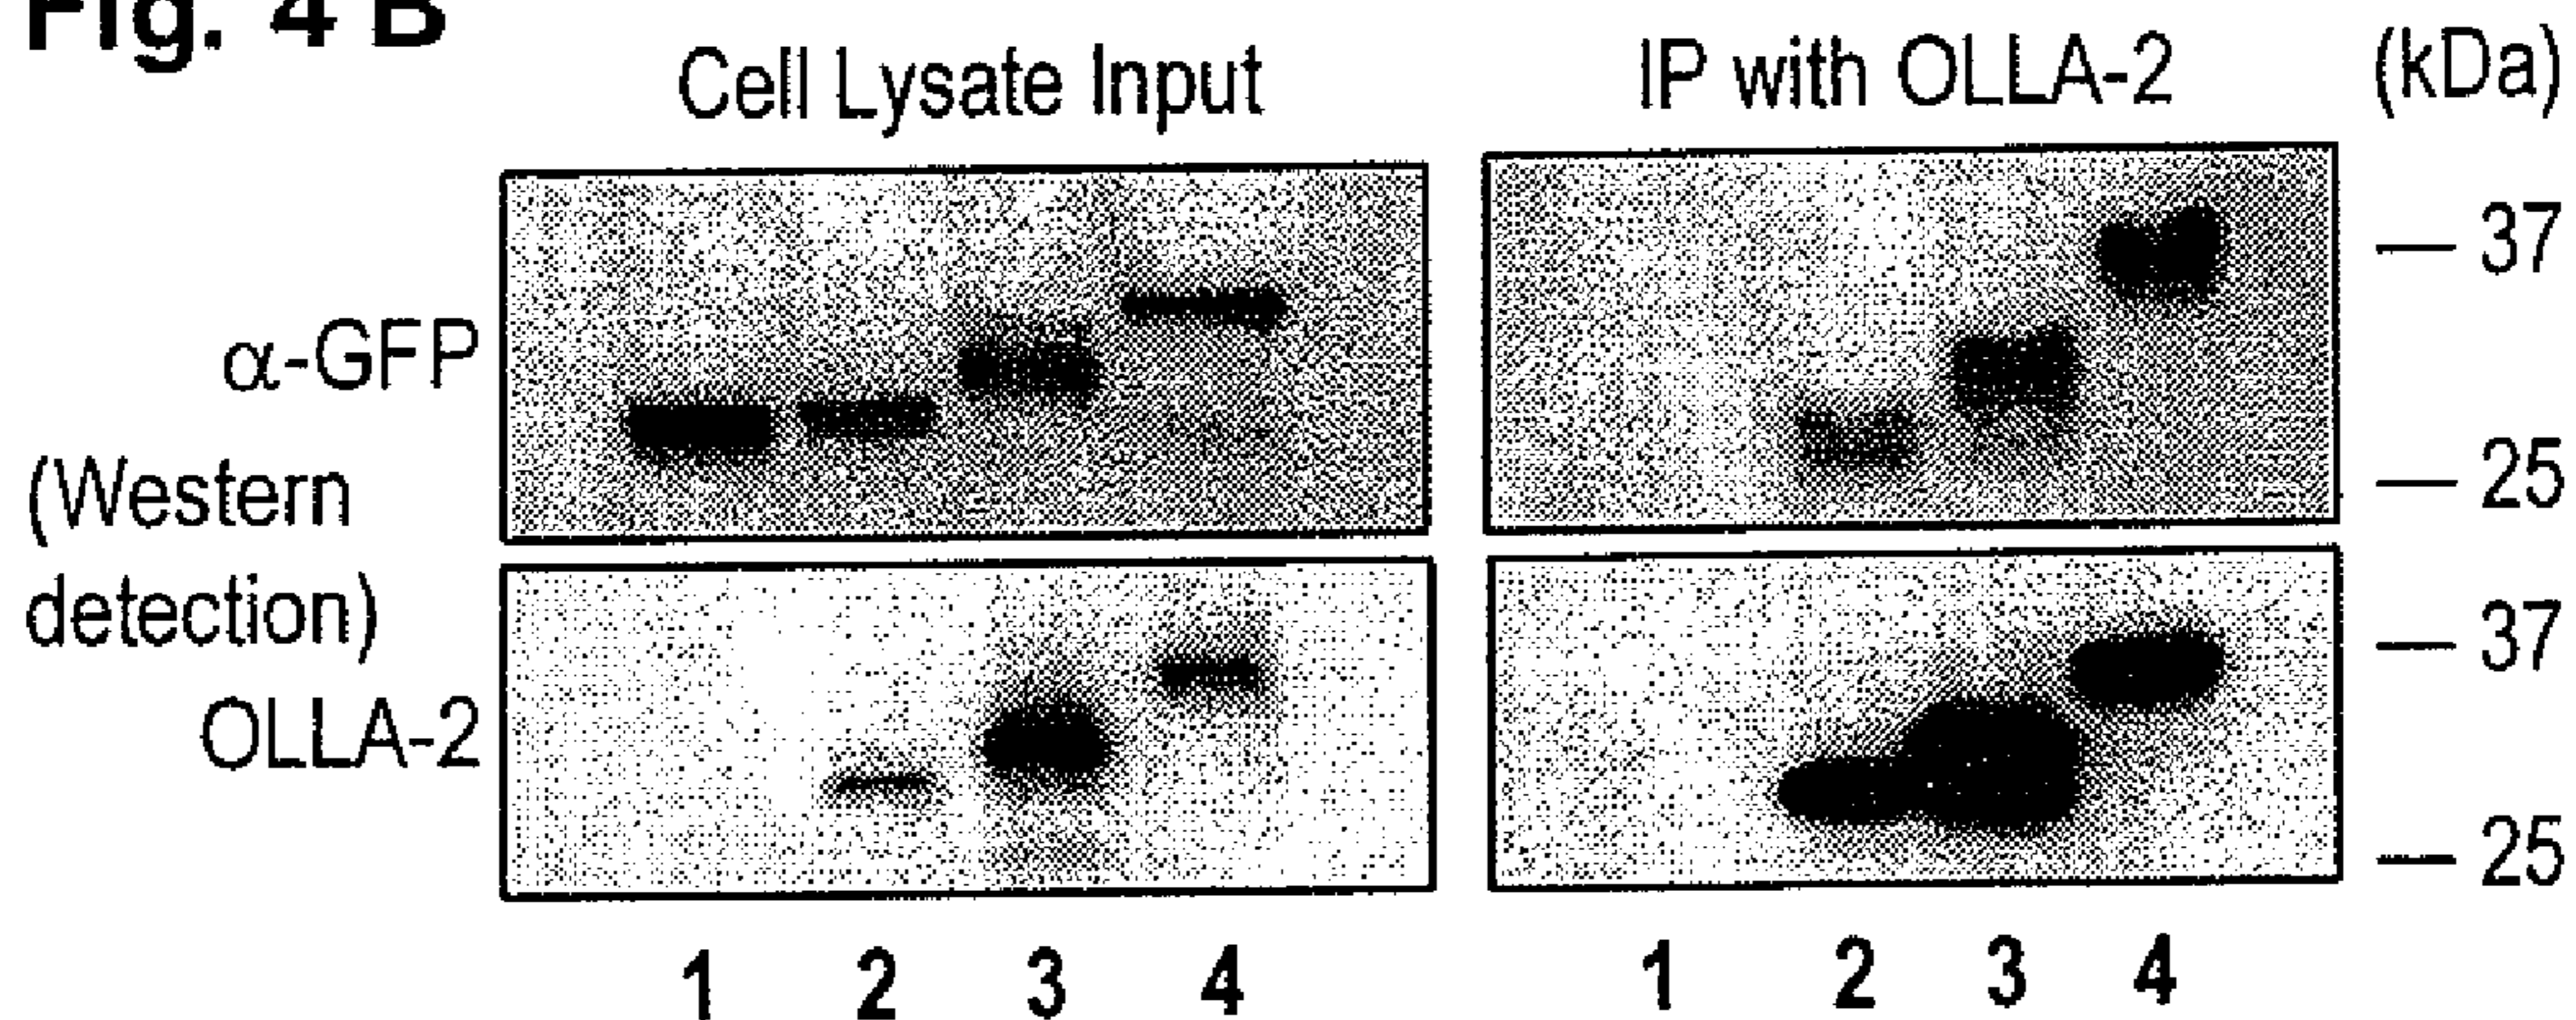 Fig. 4 B
Cell Lysate Input
IP with OLLA-2
(kDa)
α-GFP
(Western
detection)
OLLA-2
37
25
37
25
1 2 3 4
1 2 3 4